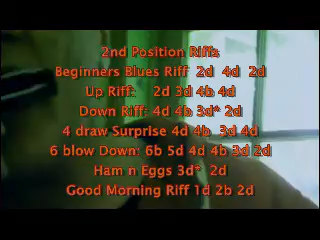 2nd Position Riffs
Beginners Blues Riff 2d 4d 2d
Up Riff: 2d 3d 4b 4d
Down Riff: 4d 4b 3d* 2d
4 draw Surprise 4d 4b 3d 4d
6 blow Down: 6b 5d 4d 4b 3d 2d
Ham n Eggs 3d* 2d
Good Morning Riff 1d 2b 2d